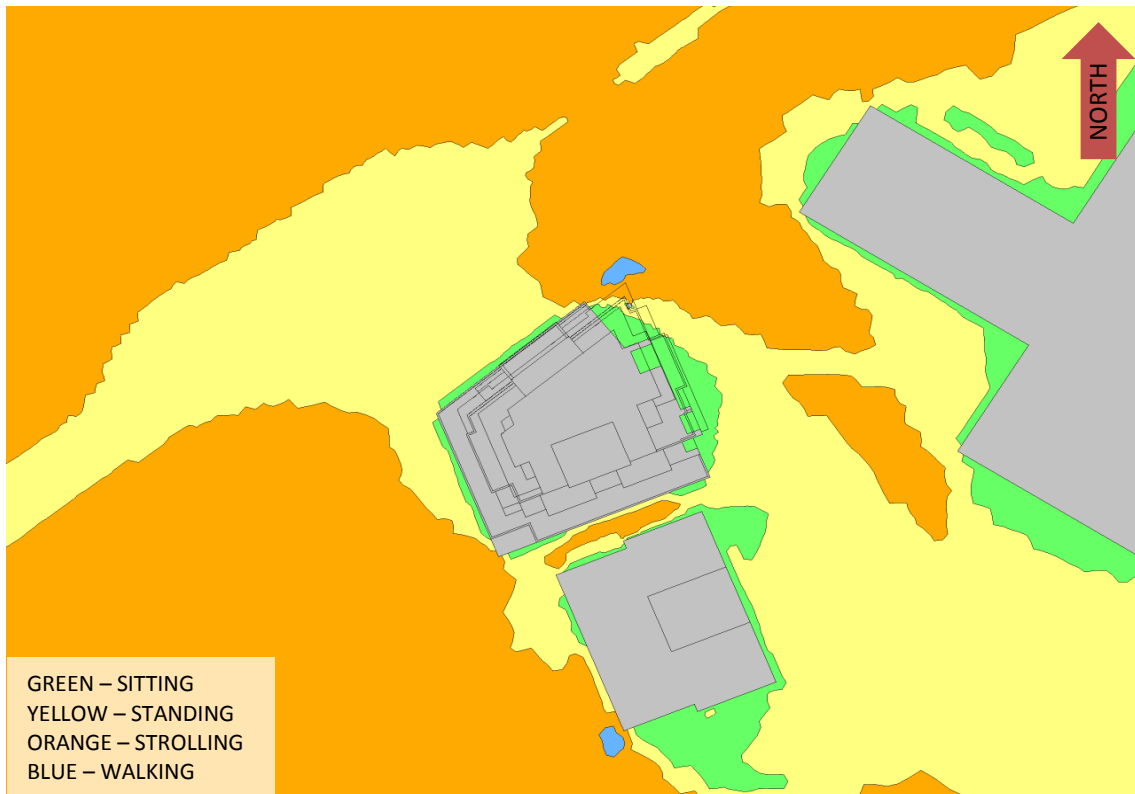 NORTH
GREEN – SITTING
YELLOW – STANDING
ORANGE – STROLLING
BLUE – WALKING